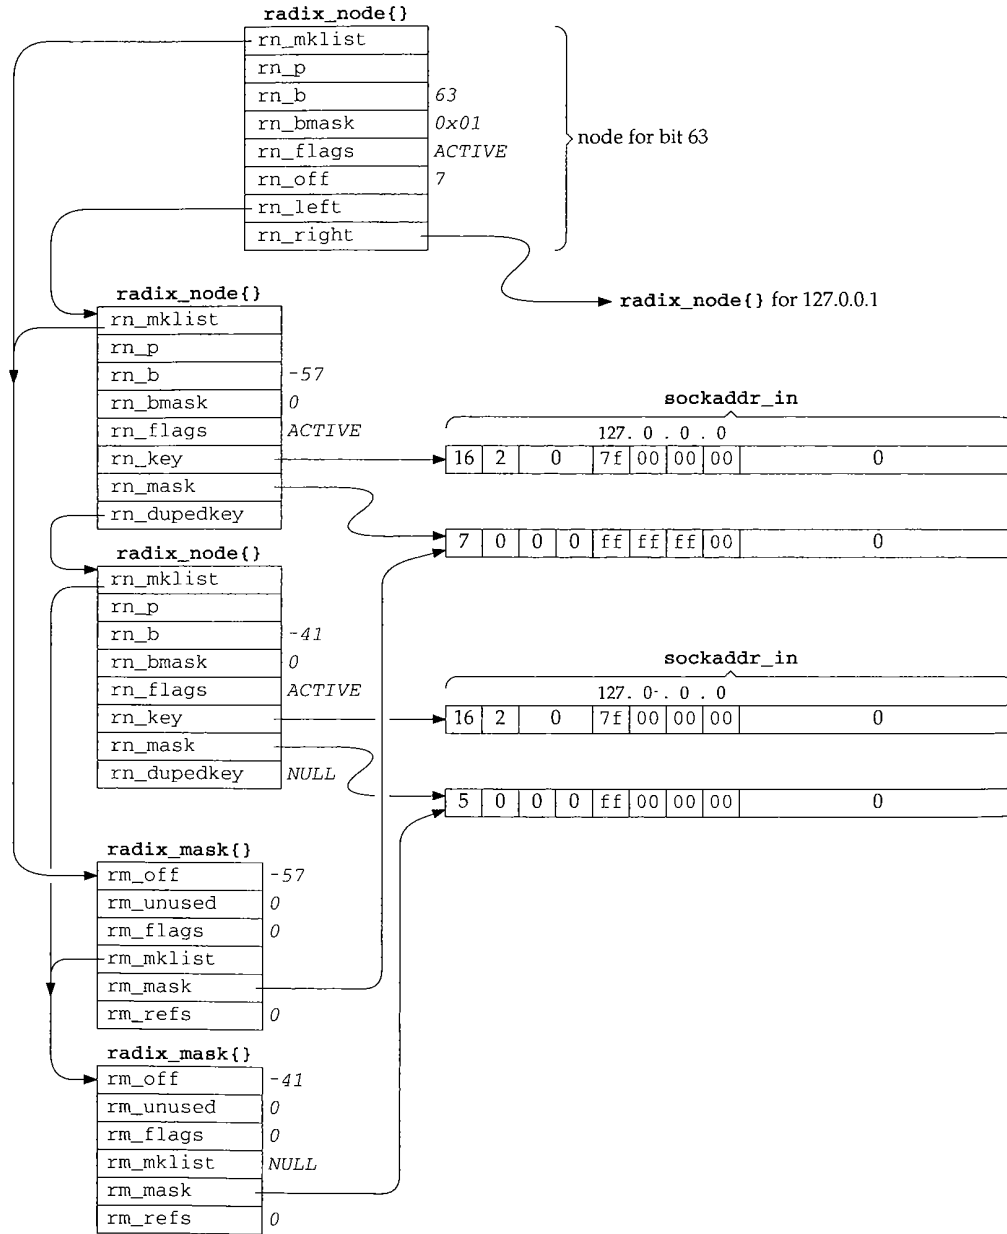 radix_node{}
rn_mklist
rn_p
rn_b 63
rn_bmask 0x01
rn_flags ACTIVE
rn_off 7
rn_left
rn_right
node for bit 63
radix_node{} for 127.0.0.1
radix_node{}
rn_mklist
rn_p
rn_b -57
rn_bmask 0
rn_flags ACTIVE
rn_key
rn_mask
rn_dupedkey
sockaddr_in
127. 0 . 0 . 0
16 2 0 7f 00 00 00 0
7 0 0 0 ff ff ff 00 0
radix_node{}
rn_mklist
rn_p
rn_b -41
rn_bmask 0
rn_flags ACTIVE
rn_key
rn_mask
rn_dupedkey NULL
sockaddr_in
127. 0-. 0 . 0
16 2 0 7f 00 00 00 0
5 0 0 0 ff 00 00 00 0
radix_mask{}
rm_off -57
rm_unused 0
rm_flags 0
rm_mklist
rm_mask
rm_refs 0
radix_mask{}
rm_off -41
rm_unused 0
rm_flags 0
rm_mklist NULL
rm_mask
rm_refs 0